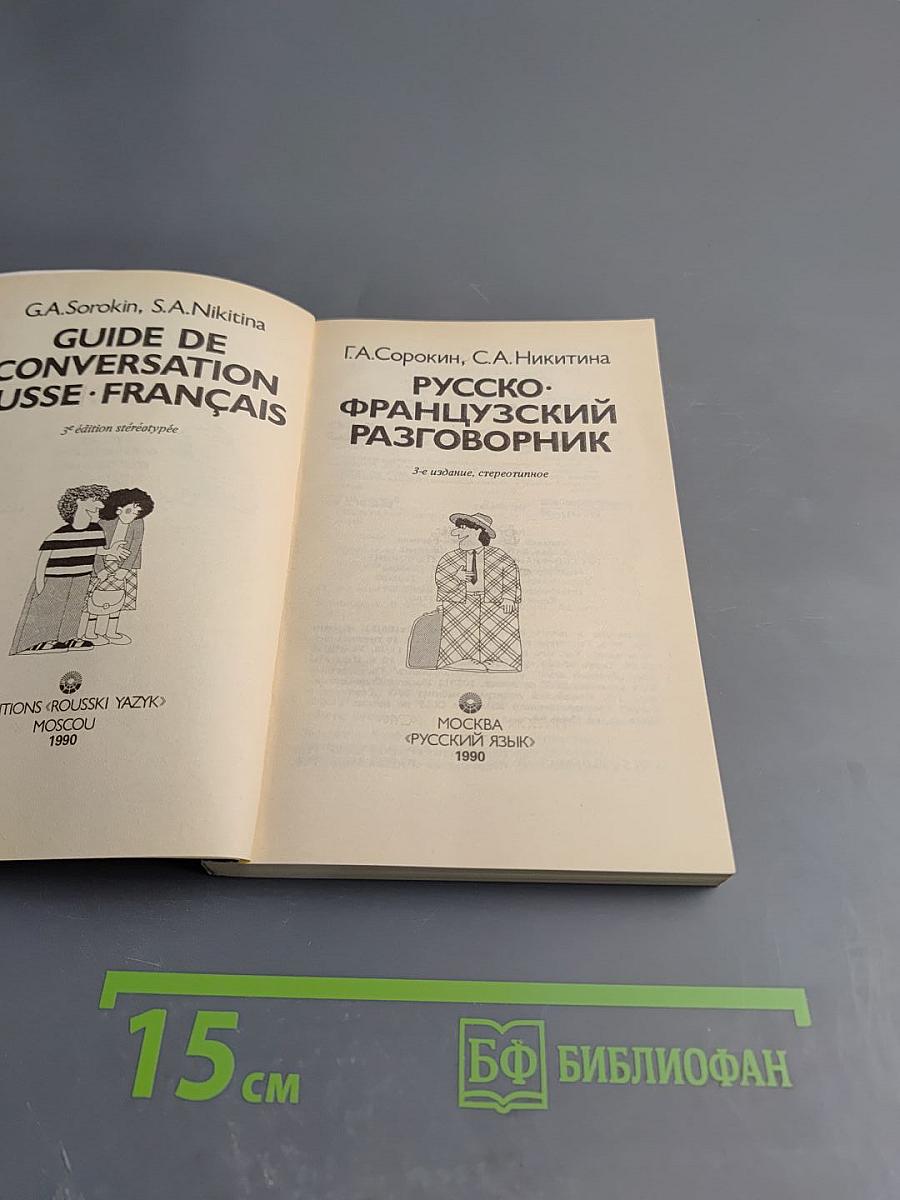 G.A.Sorokin, S.A.Nikitina
GUIDE DE
CONVERSATION
USSE·FRANÇAIS
3e édition stéréotypée
ITIONS «ROUSSKI YAZYK»
MOSCOU
1990
Г.А.Сорокин, С.А.Никитина
РУССКО·
ФРАНЦУЗСКИЙ
РАЗГОВОРНИК
3-е издание, стереотипное
МОСКВА
«РУССКИЙ ЯЗЫК»
1990
15 см
БФ БИБЛИОФАН